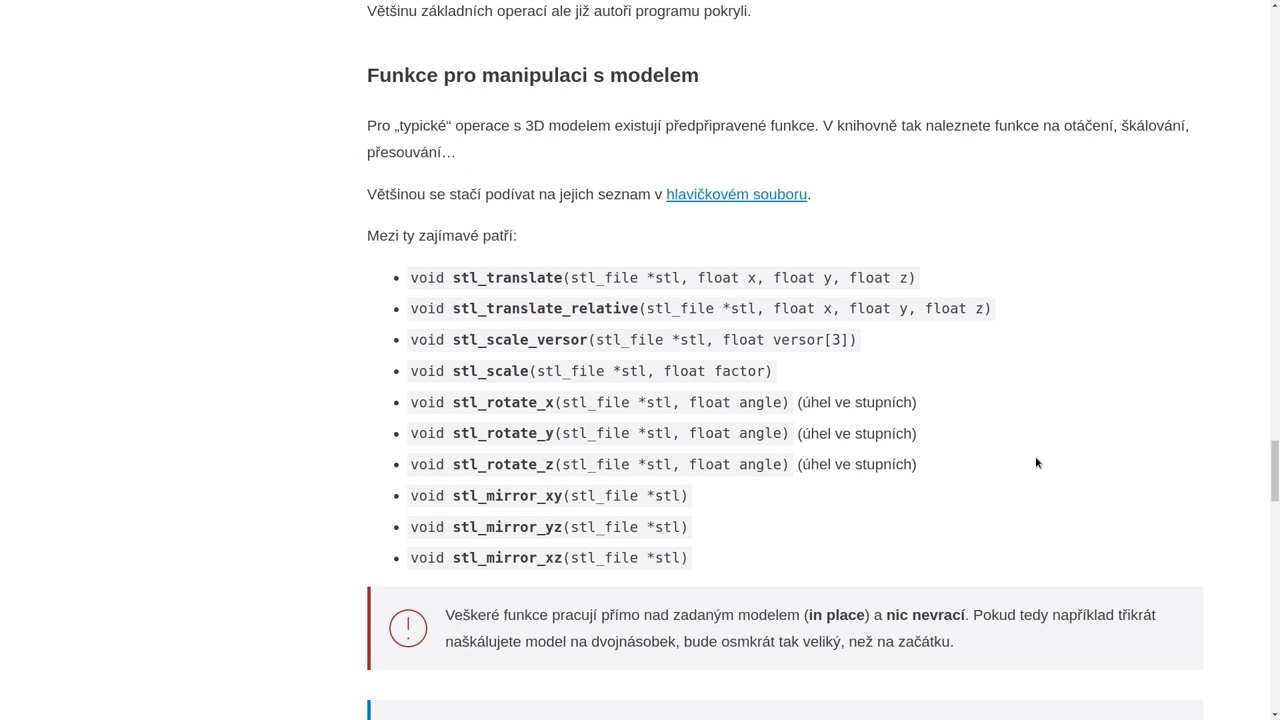 Většinu základních operací ale již autoři programu pokryli.
Funkce pro manipulaci s modelem
Pro „typické“ operace s 3D modelem existují předpřipravené funkce. V knihovně tak naleznete funkce na otáčení, škálování,
přesouvání…
Většinou se stačí podívat na jejich seznam v hlavičkovém souboru.
Mezi ty zajímavé patří:
• void stl_translate(stl_file *stl, float x, float y, float z)
• void stl_translate_relative(stl_file *stl, float x, float y, float z)
• void stl_scale_versor(stl_file *stl, float versor[3])
• void stl_scale(stl_file *stl, float factor)
• void stl_rotate_x(stl_file *stl, float angle) (úhel ve stupních)
• void stl_rotate_y(stl_file *stl, float angle) (úhel ve stupních)
• void stl_rotate_z(stl_file *stl, float angle) (úhel ve stupních)
• void stl_mirror_xy(stl_file *stl)
• void stl_mirror_yz(stl_file *stl)
• void stl_mirror_xz(stl_file *stl)
Veškeré funkce pracují přímo nad zadaným modelem (in place) a nic nevrací. Pokud tedy například třikrát
naškálujete model na dvojnásobek, bude osmkrát tak veliký, než na začátku.